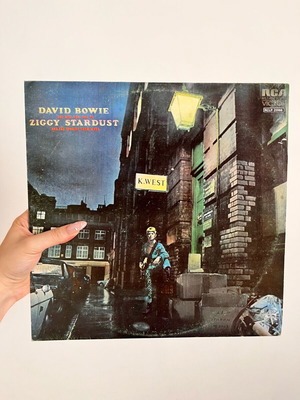 DAVID BOWIE
ZIGGY STARDUST
RCA
VICTOR
K.WEST